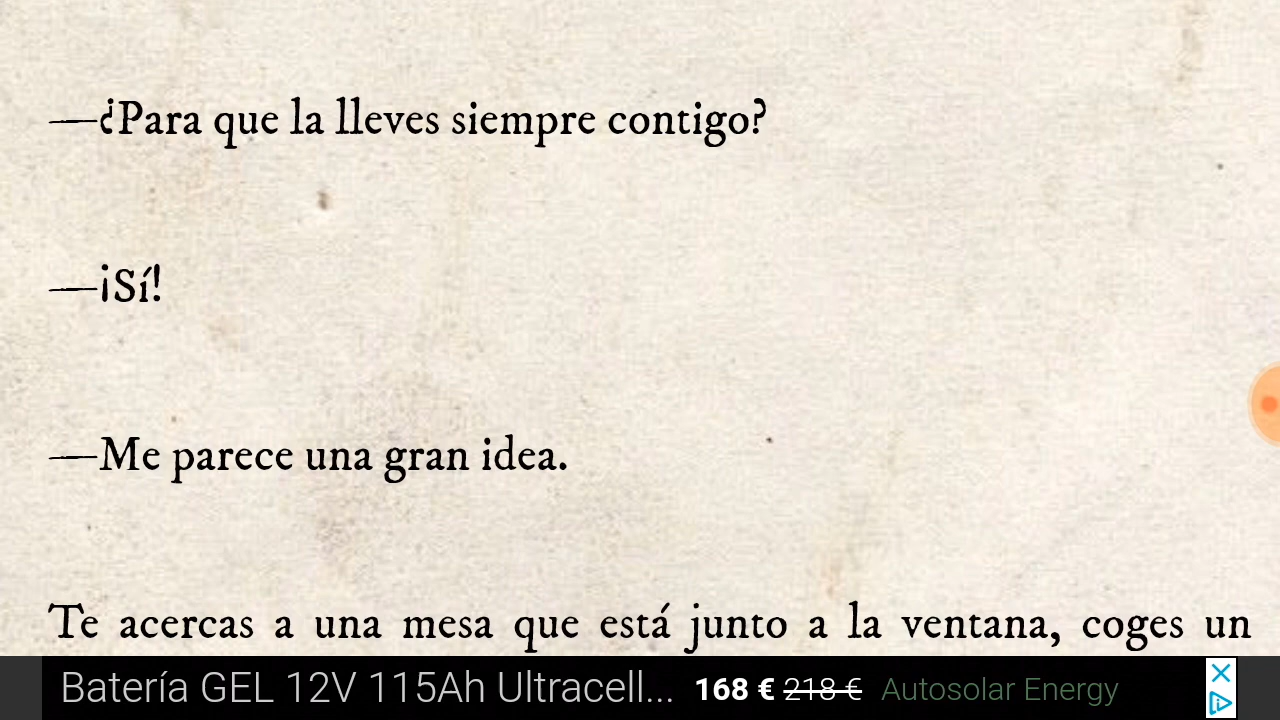 —¿Para que la lleves siempre contigo?
—¡Sí!
—Me parece una gran idea.
Te acercas a una mesa que está junto a la ventana, coges un
Batería GEL 12V 115Ah Ultracell... 168 € 218 € Autosolar Energy